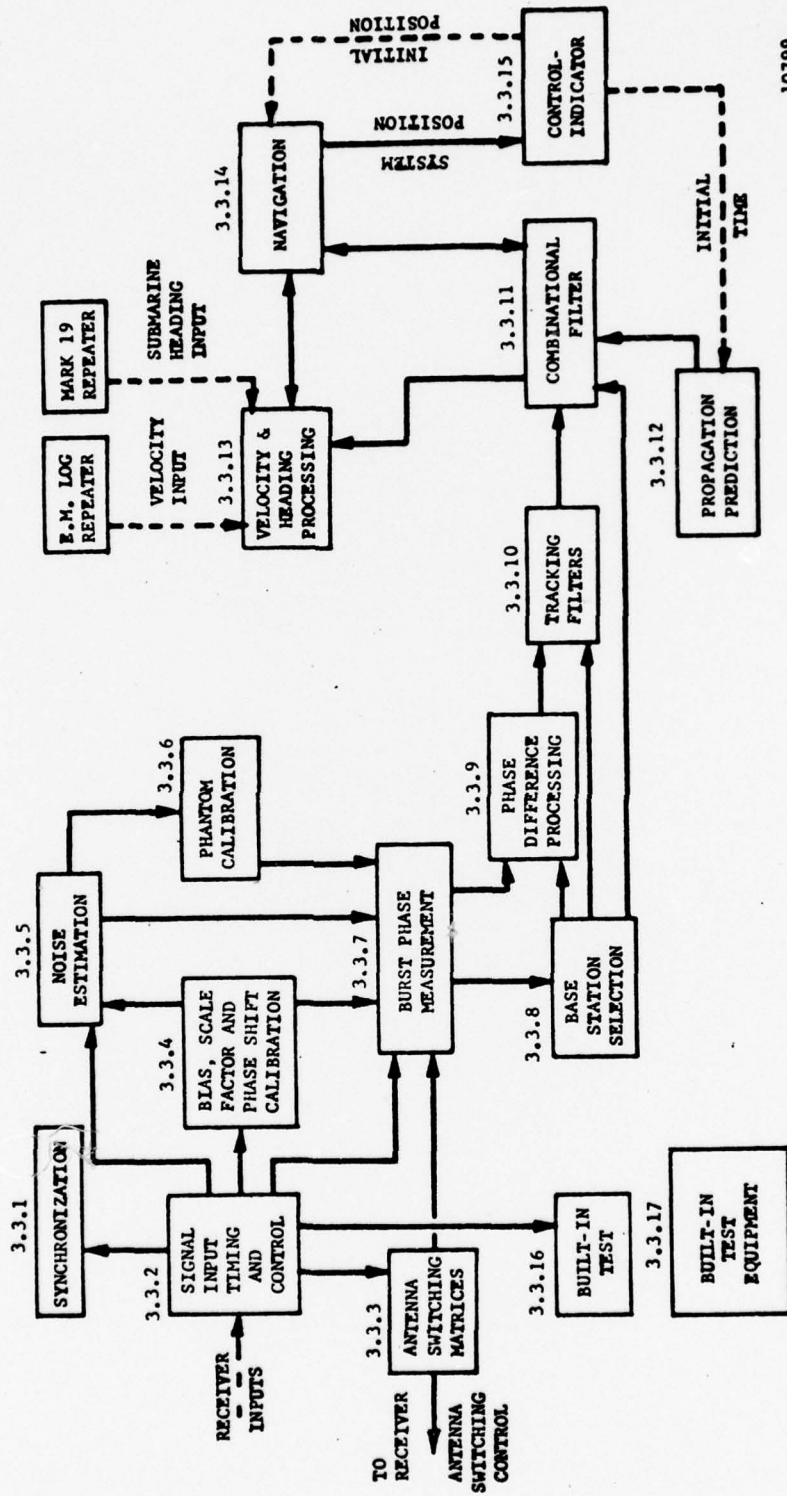 3.3.1
SYNCHRONIZATION
3.3.2
SIGNAL
INPUT
TIMING
AND
CONTROL
RECEIVER
INPUTS
3.3.3
ANTENNA
SWITCHING
MATRICES
TO
RECEIVER
ANTENNA
SWITCHING
CONTROL
3.3.4
BIAS, SCALE
FACTOR AND
PHASE SHIFT
CALIBRATION
3.3.5
NOISE
ESTIMATION
3.3.6
PHANTOM
CALIBRATION
3.3.7
BURST PHASE
MEASUREMENT
3.3.8
BASE
STATION
SELECTION
3.3.9
PHASE
DIFFERENCE
PROCESSING
3.3.10
TRACKING
FILTERS
3.3.11
COMBINATIONAL
FILTER
3.3.12
PROPAGATION
PREDICTION
E.M. LOG
REPEATER
VELOCITY
INPUT
MARK 19
REPEATER
SUBMARINE
HEADING
INPUT
3.3.13
VELOCITY &
HEADING
PROCESSING
3.3.14
NAVIGATION
INITIAL
POSITION
SYSTEM
POSITION
3.3.15
CONTROL-
INDICATOR
INITIAL
TIME
3.3.16
BUILT-IN
TEST
3.3.17
BUILT-IN
TEST
EQUIPMENT